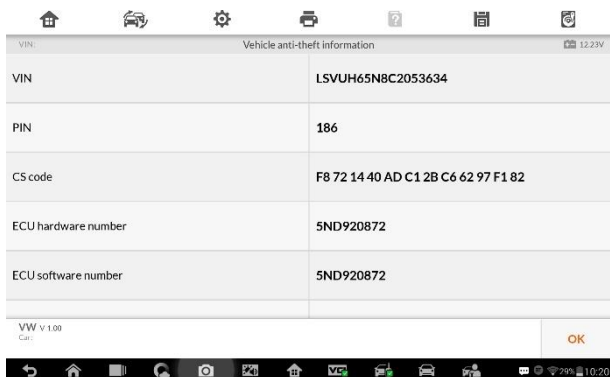 VIN: Vehicle anti-theft information 12.23V
VIN LSVUH65N8C2053634
PIN 186
CS code F8 72 14 40 AD C1 2B C6 62 97 F1 82
ECU hardware number 5ND920872
ECU software number 5ND920872
VW V 1.00
Car:
OK
29% 10:20